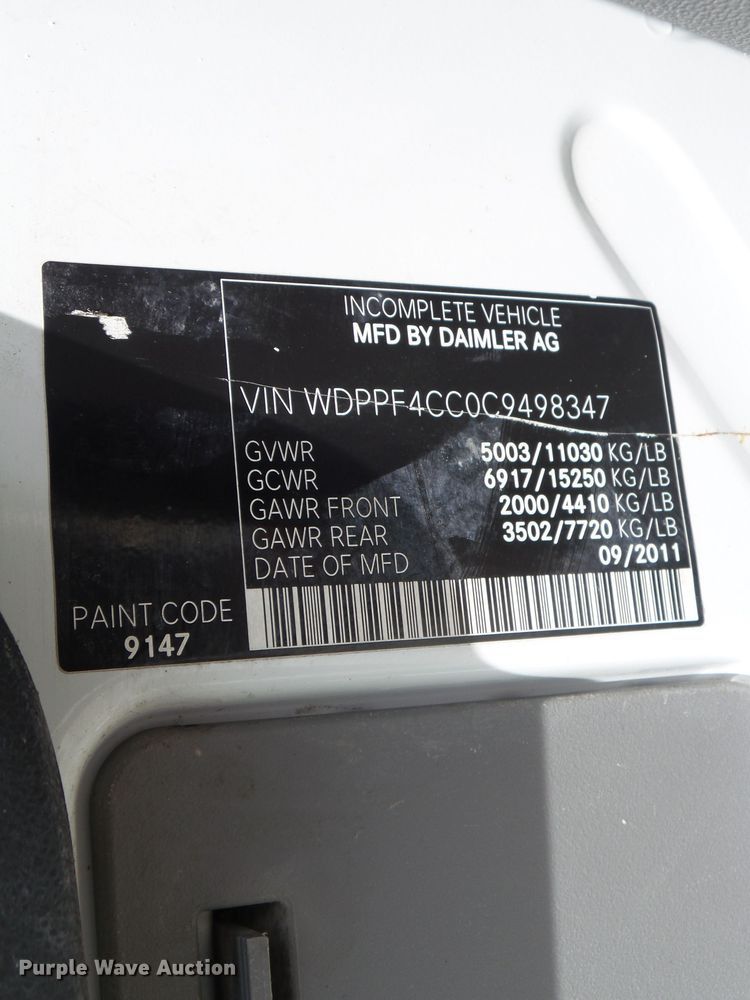 INCOMPLETE VEHICLE
MFD BY DAIMLER AG
VIN WDPPF4CC0C9498347
GVWR 5003/11030 KG/LB
GCWR 6917/15250 KG/LB
GAWR FRONT 2000/4410 KG/LB
GAWR REAR 3502/7720 KG/LB
DATE OF MFD 09/2011
PAINT CODE
9147
Purple Wave Auction